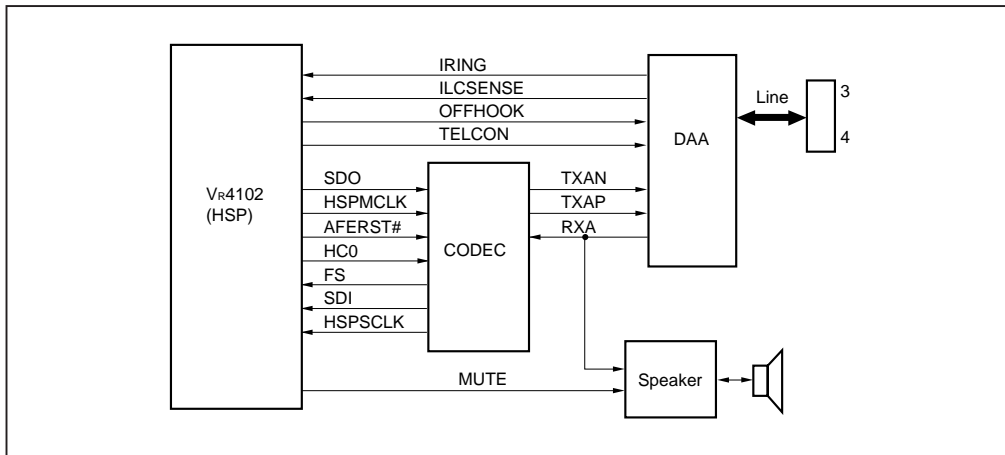 IRING
ILCSENSE
OFFHOOK
TELCON
Line
3
4
DAA
VR4102
(HSP)
SDO
HSPMCLK
AFERST#
HC0
FS
SDI
HSPSCLK
CODEC
TXAN
TXAP
RXA
MUTE
Speaker